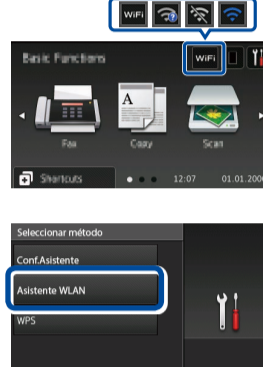 WiFi
Basic Functions
WiFi
A
Fax
Copy
Scan
Shortcuts
12:07
01.01.200
Seleccionar método
Conf.Asistente
Asistente WLAN
WPS